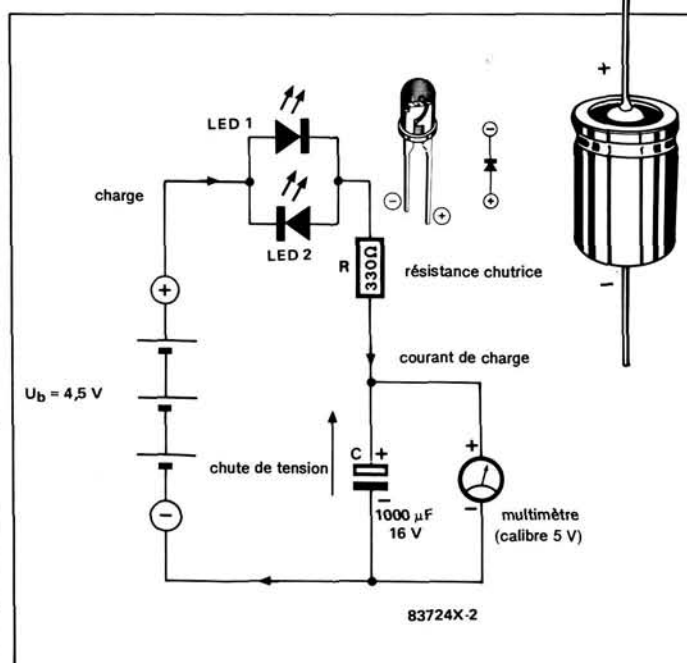 LED 1
charge
LED 2
R
330Ω
résistance chutrice
+
courant de charge
Ub = 4,5 V
chute de tension
C
+
−
1000 µF
16 V
+
−
multimètre
(calibre 5 V)
−
83724X-2
−
+
−
+
+
−